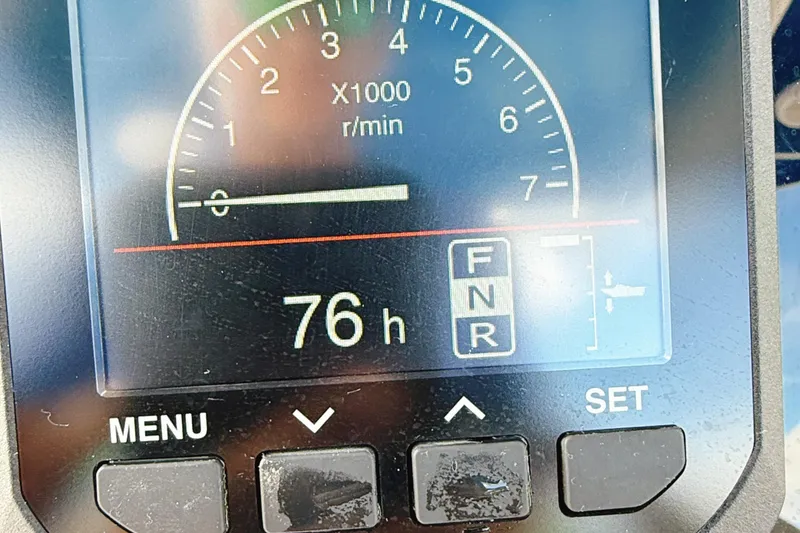 3 4
2 5
X1000
r/min
1 6
0 7
76 h
F
N
R
MENU SET